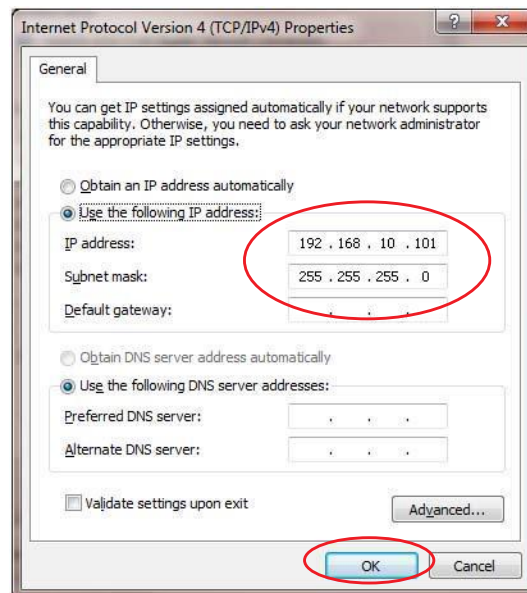 Internet Protocol Version 4 (TCP/IPv4) Properties
?
X
General
You can get IP settings assigned automatically if your network supports
this capability. Otherwise, you need to ask your network administrator
for the appropriate IP settings.
Obtain an IP address automatically
Use the following IP address:
IP address: 192 . 168 . 10 . 101
Subnet mask: 255 . 255 . 255 . 0
Default gateway: . . .
Obtain DNS server address automatically
Use the following DNS server addresses:
Preferred DNS server: . . .
Alternate DNS server: . . .
Validate settings upon exit
Advanced...
OK Cancel